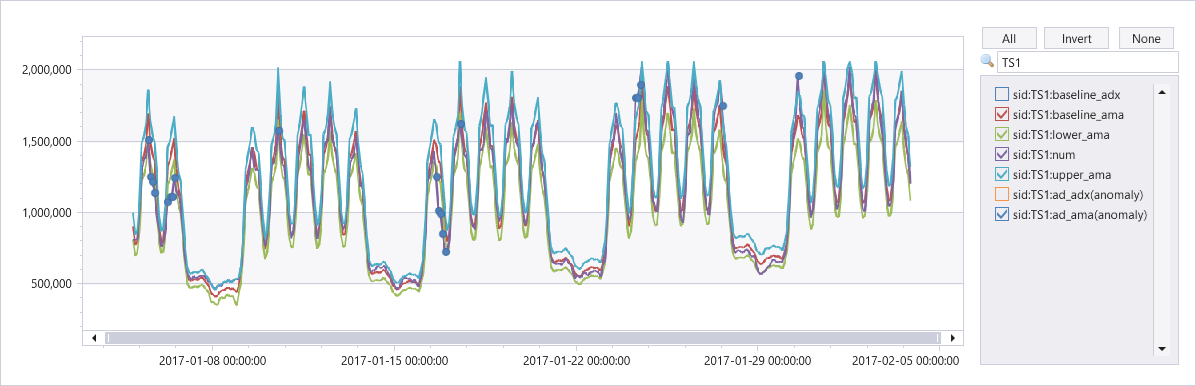 All Invert None
TS1
2,000,000
1,500,000
1,000,000
500,000
2017-01-08 00:00:00 2017-01-15 00:00:00 2017-01-22 00:00:00 2017-01-29 00:00:00 2017-02-05 00:00:00
sid:TS1:baseline_adx
sid:TS1:baseline_ama
sid:TS1:lower_ama
sid:TS1:num
sid:TS1:upper_ama
sid:TS1:ad_adx(anomaly)
sid:TS1:ad_ama(anomaly)